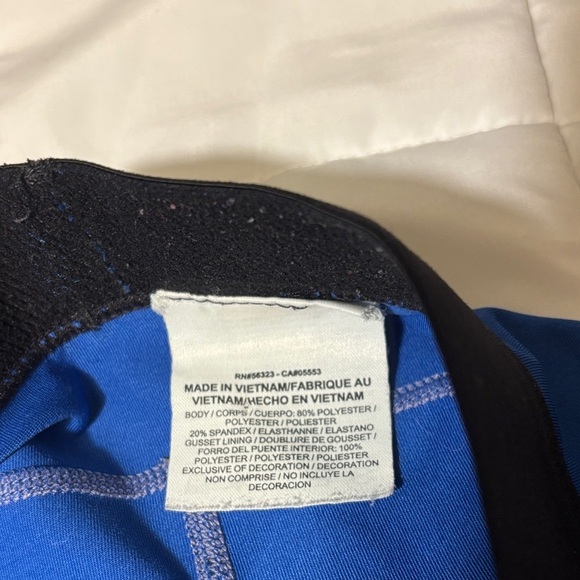 RN#56323 - CA#05553
MADE IN VIETNAM/FABRIQUE AU
VIETNAM/HECHO EN VIETNAM
BODY / CORPS / CUERPO: 80% POLYESTER /
POLYESTER / POLIESTER
20% SPANDEX / ELASTHANNE / ELASTANO
GUSSET LINING / DOUBLURE DE GOUSSET /
FORRO DEL PUENTE INTERIOR: 100%
POLYESTER / POLYESTER / POLIESTER
EXCLUSIVE OF DECORATION / DECORATION
NON COMPRISE / NO INCLUYE LA
DECORACION